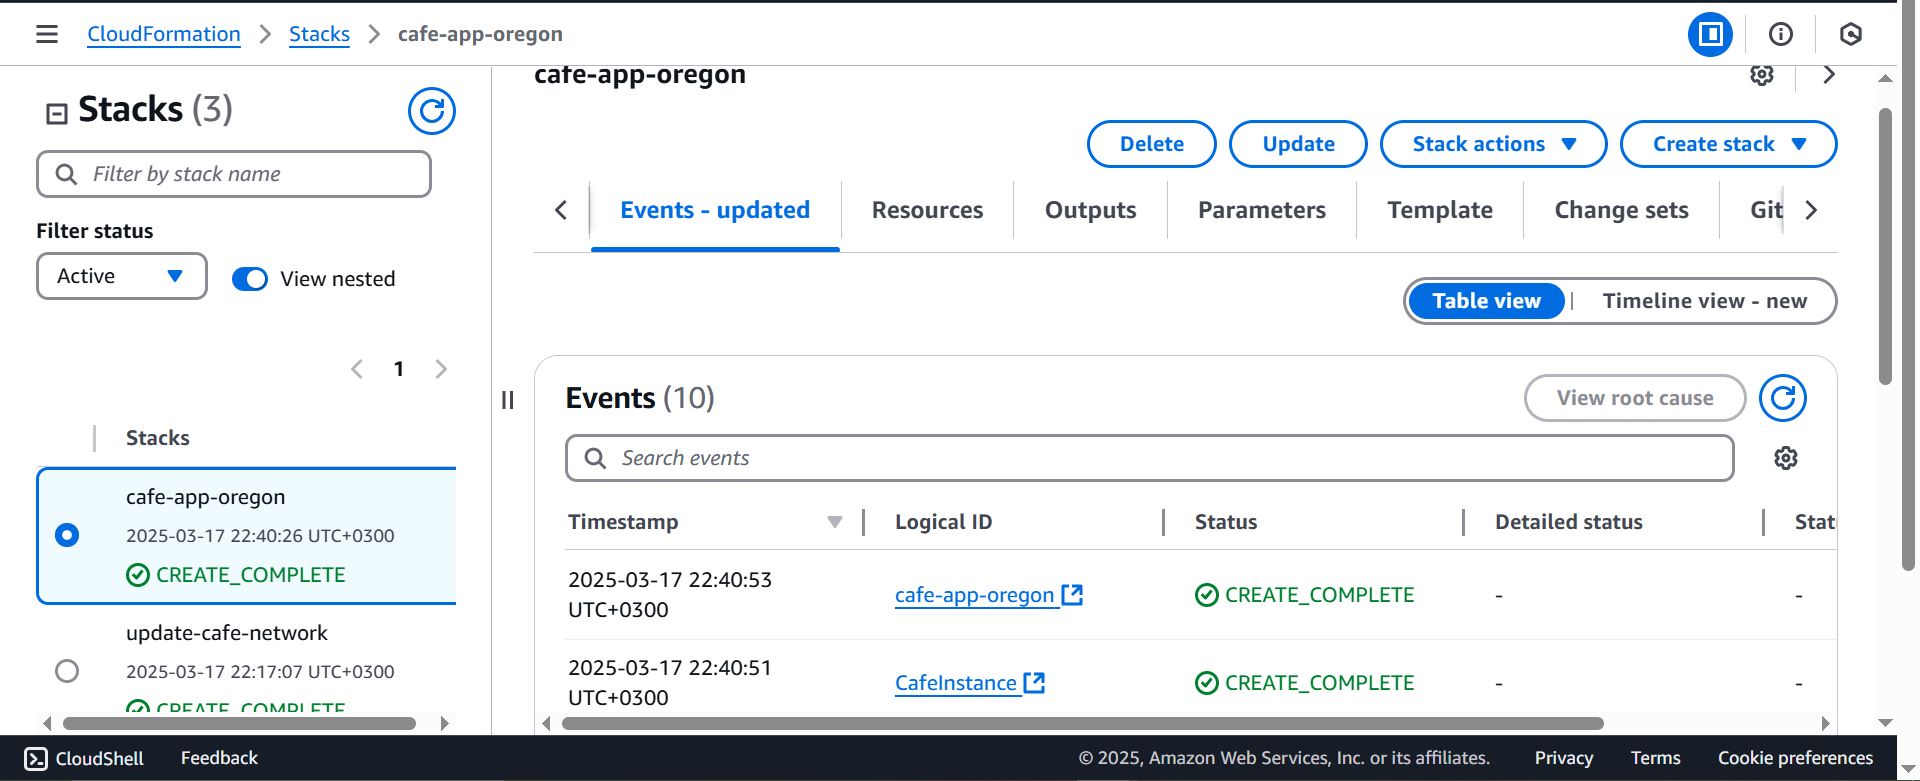 CloudFormation > Stacks > cafe-app-oregon
Stacks (3)
Filter by stack name
Filter status
Active
View nested
1
Stacks
cafe-app-oregon
2025-03-17 22:40:26 UTC+0300
CREATE_COMPLETE
update-cafe-network
2025-03-17 22:17:07 UTC+0300
CREATE_COMPLETE
cafe-app-oregon
Delete
Update
Stack actions
Create stack
Events - updated
Resources
Outputs
Parameters
Template
Change sets
Git
Table view | Timeline view - new
Events (10)
View root cause
Search events
Timestamp
Logical ID
Status
Detailed status
Stat
2025-03-17 22:40:53
UTC+0300
cafe-app-oregon
CREATE_COMPLETE
-
-
2025-03-17 22:40:51
UTC+0300
CafeInstance
CREATE_COMPLETE
-
-
CloudShell
Feedback
© 2025, Amazon Web Services, Inc. or its affiliates.
Privacy
Terms
Cookie preferences